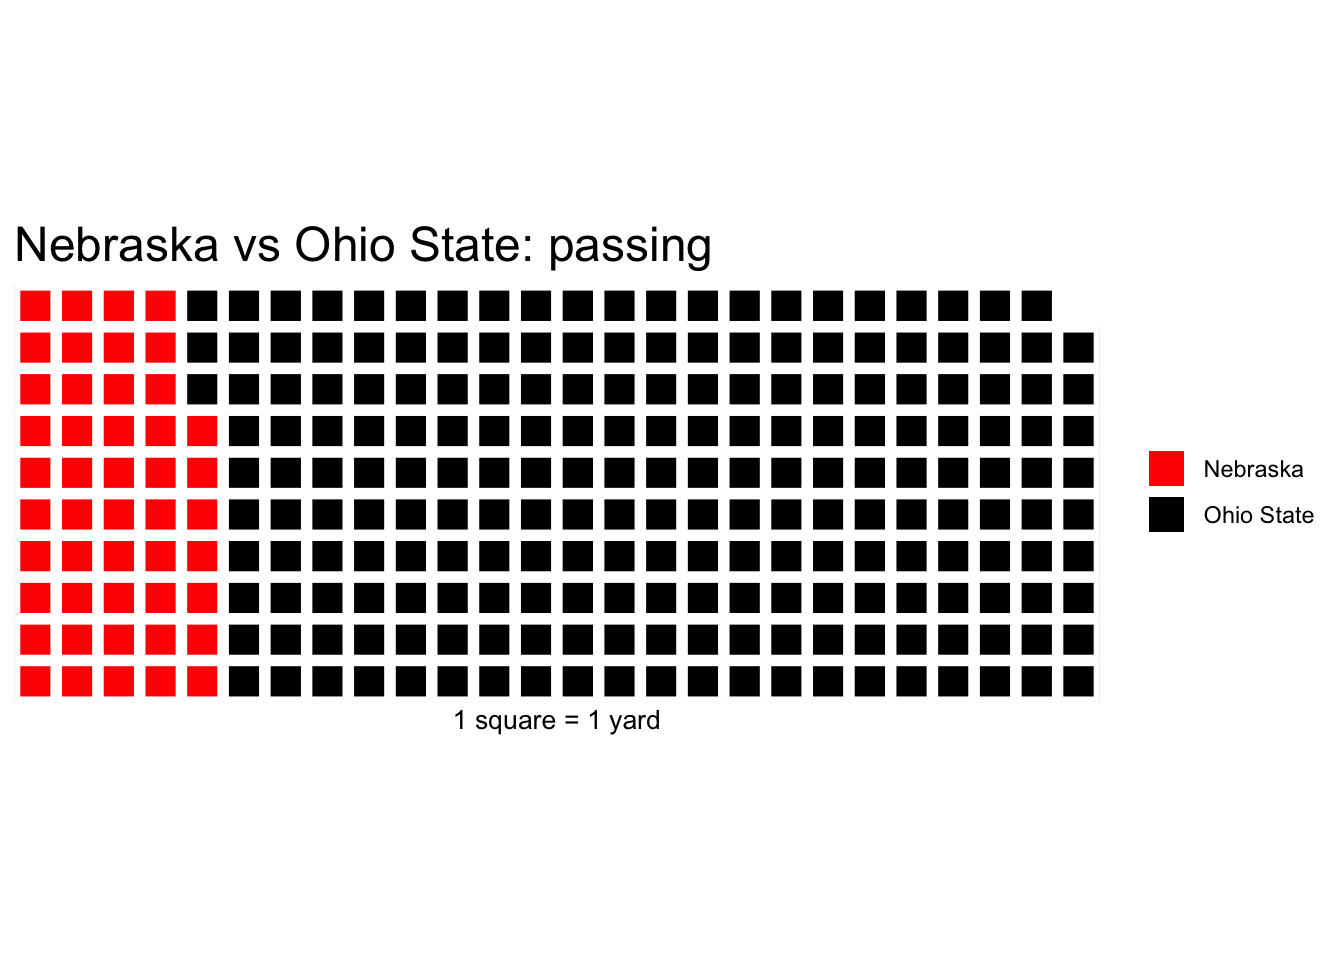 Nebraska vs Ohio State: passing
Nebraska
Ohio State
1 square = 1 yard